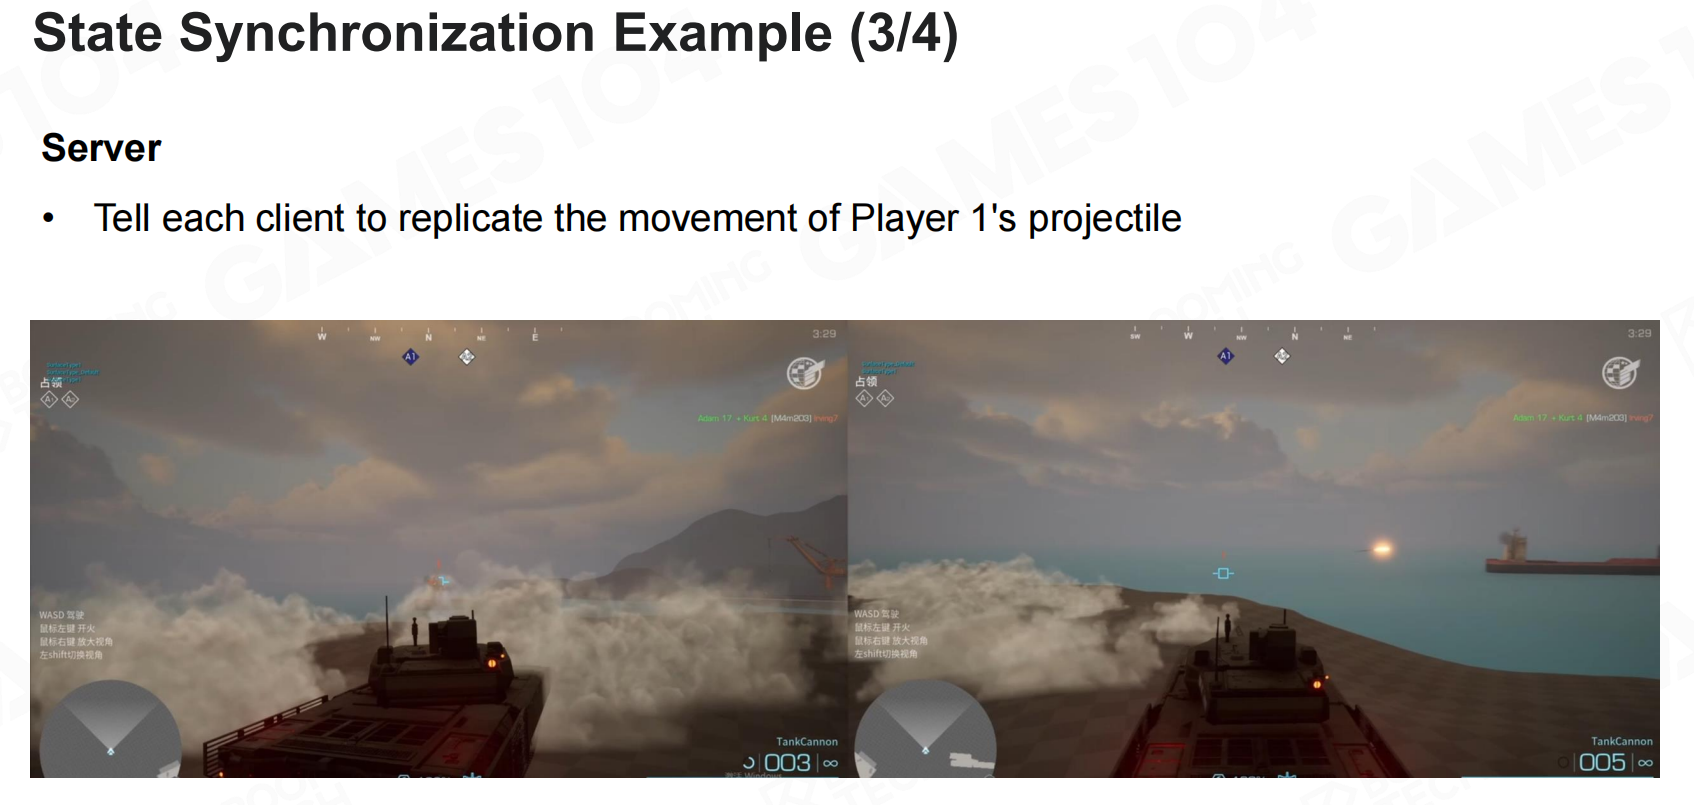 State Synchronization Example (3/4)
Server
• Tell each client to replicate the movement of Player 1's projectile
W NW N NE E
3:29
A1
占领
Adam 17 + Kurt 4 [M4m203] Irving7
WASD 驾驶
鼠标左键 开火
鼠标右键 放大视角
左shift切换视角
TankCannon
003 ∞
SW W NW N NE
3:29
A1
占领
Adam 17 + Kurt 4 [M4m203] Irving7
WASD 驾驶
鼠标左键 开火
鼠标右键 放大视角
左shift切换视角
TankCannon
005 ∞
GAMES104
GAMES104
GAMES